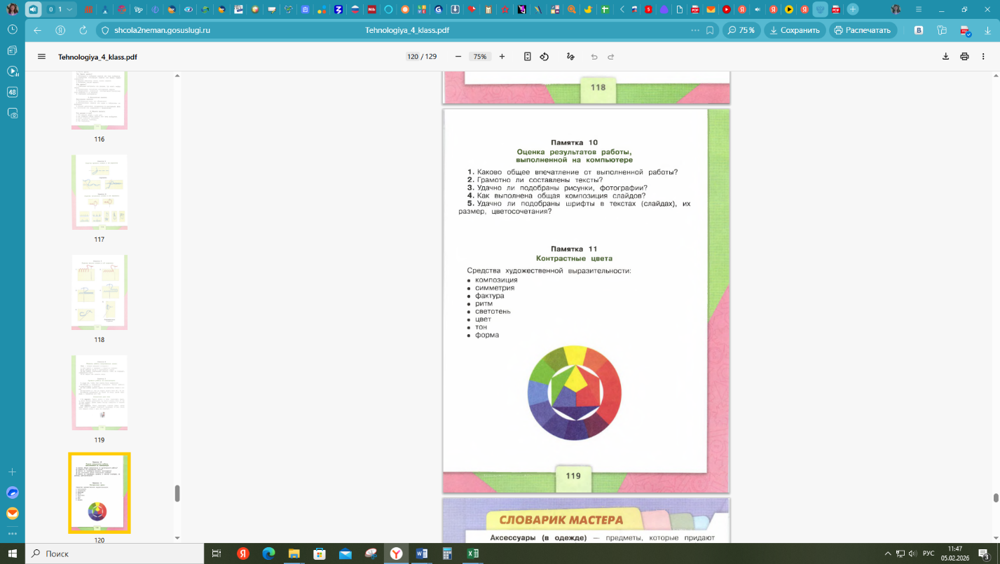 0 1
shcola2neman.gosuslugi.ru
Tehnologiya_4_klass.pdf
75 %
Сохранить
Распечатать
B
Tehnologiya_4_klass.pdf
120 / 129
75%
48
116
117
118
119
120
118
Памятка 10
Оценка результатов работы,
выполненной на компьютере
1. Каково общее впечатление от выполненной работы?
2. Грамотно ли составлены тексты?
3. Удачно ли подобраны рисунки, фотографии?
4. Как выполнена общая композиция слайдов?
5. Удачно ли подобраны шрифты в текстах (слайдах), их
размер, цветосочетания?
Памятка 11
Контрастные цвета
Средства художественной выразительности:
• композиция
• симметрия
• фактура
• ритм
• светотень
• цвет
• тон
• форма
119
СЛОВАРИК МАСТЕРА
Аксессуары (в одежде) — предметы, которые придают
Поиск
РУС
11:47
05.02.2026
3